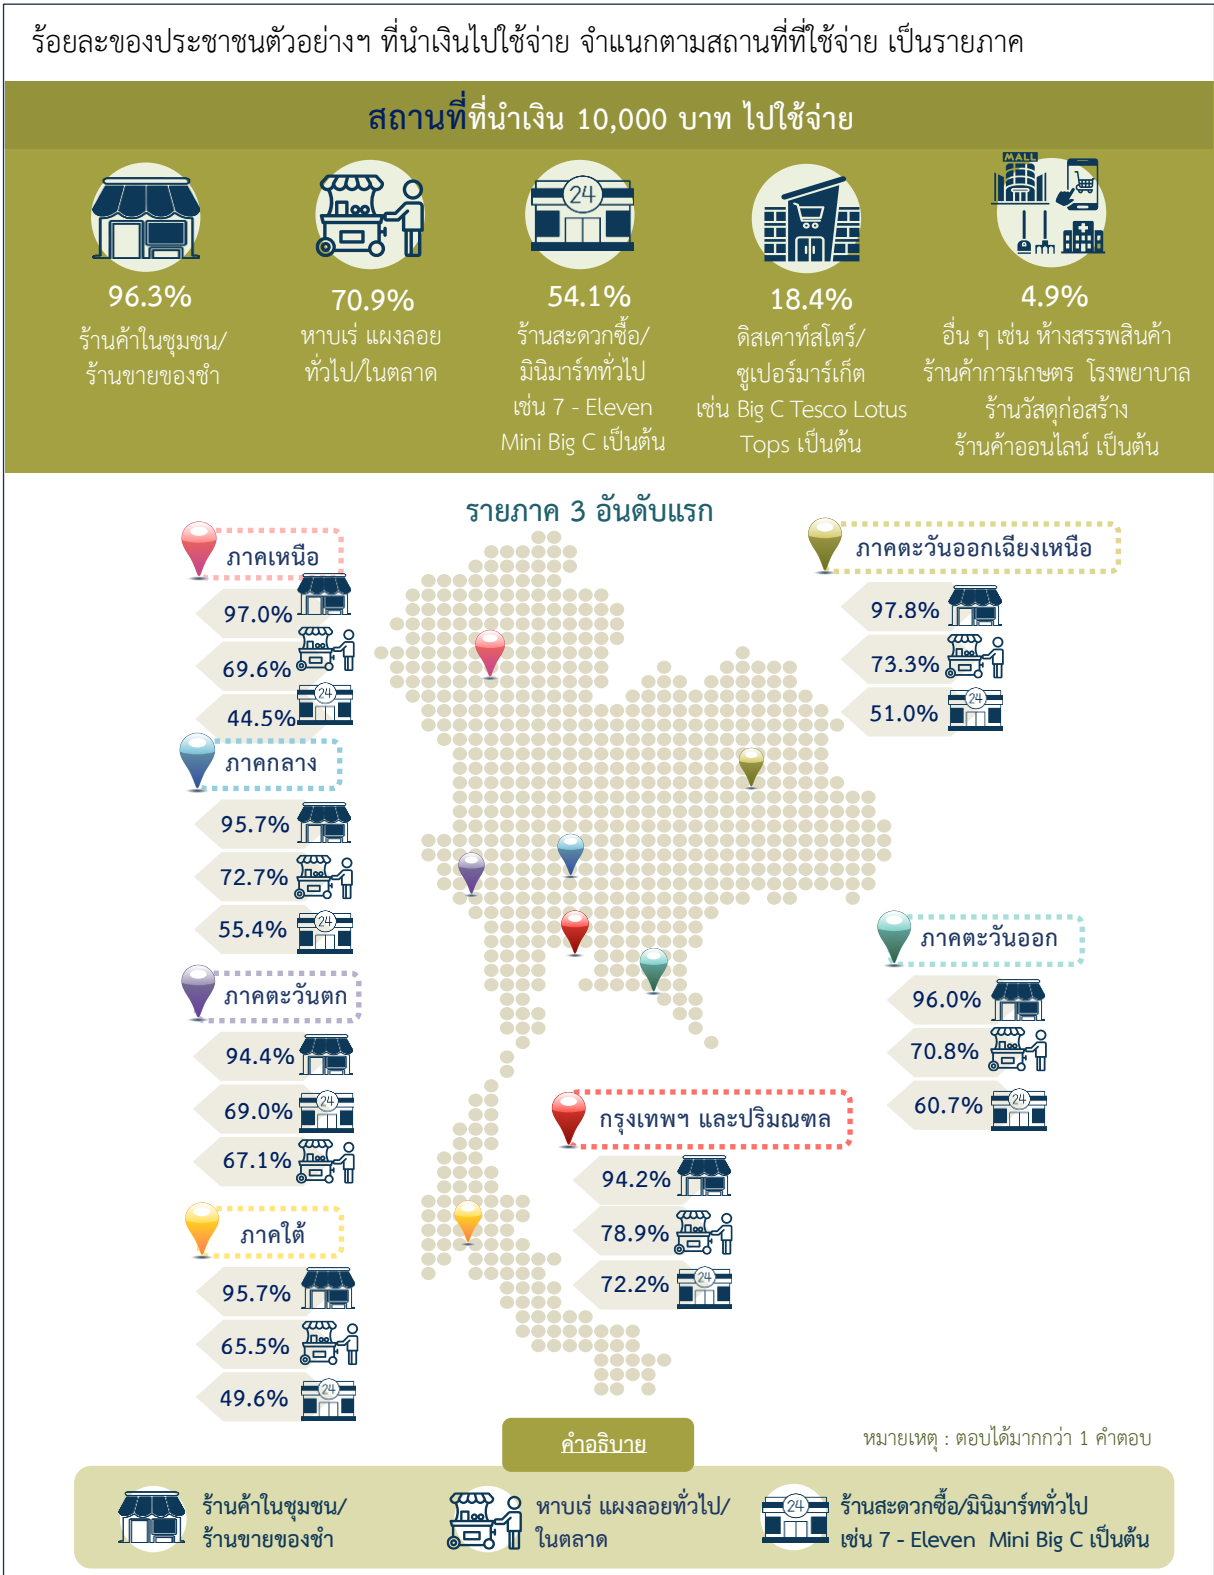 ร้อยละของประชาชนตัวอย่างฯ ที่นำเงินไปใช้จ่าย จำแนกตามสถานที่ที่ใช้จ่าย เป็นรายภาค
สถานที่ที่นำเงิน 10,000 บาท ไปใช้จ่าย
24
MALL
96.3%
ร้านค้าในชุมชน/
ร้านขายของชำ
70.9%
หาบเร่ แผงลอย
ทั่วไป/ในตลาด
54.1%
ร้านสะดวกซื้อ/
มินิมาร์ททั่วไป
เช่น 7 - Eleven
Mini Big C เป็นต้น
18.4%
ดิสเคาท์สโตร์/
ซูเปอร์มาร์เก็ต
เช่น Big C Tesco Lotus
Tops เป็นต้น
4.9%
อื่น ๆ เช่น ห้างสรรพสินค้า
ร้านค้าการเกษตร โรงพยาบาล
ร้านวัสดุก่อสร้าง
ร้านค้าออนไลน์ เป็นต้น
รายภาค 3 อันดับแรก
ภาคเหนือ
97.0%
69.6%
44.5%
24
ภาคตะวันออกเฉียงเหนือ
97.8%
73.3%
51.0%
24
ภาคกลาง
95.7%
72.7%
55.4%
24
ภาคตะวันออก
96.0%
70.8%
60.7%
24
ภาคตะวันตก
94.4%
69.0%
24
67.1%
กรุงเทพฯ และปริมณฑล
94.2%
78.9%
72.2%
24
ภาคใต้
95.7%
65.5%
49.6%
24
คำอธิบาย
หมายเหตุ : ตอบได้มากกว่า 1 คำตอบ
ร้านค้าในชุมชน/
ร้านขายของชำ
หาบเร่ แผงลอยทั่วไป/
ในตลาด
24
ร้านสะดวกซื้อ/มินิมาร์ททั่วไป
เช่น 7 - Eleven Mini Big C เป็นต้น